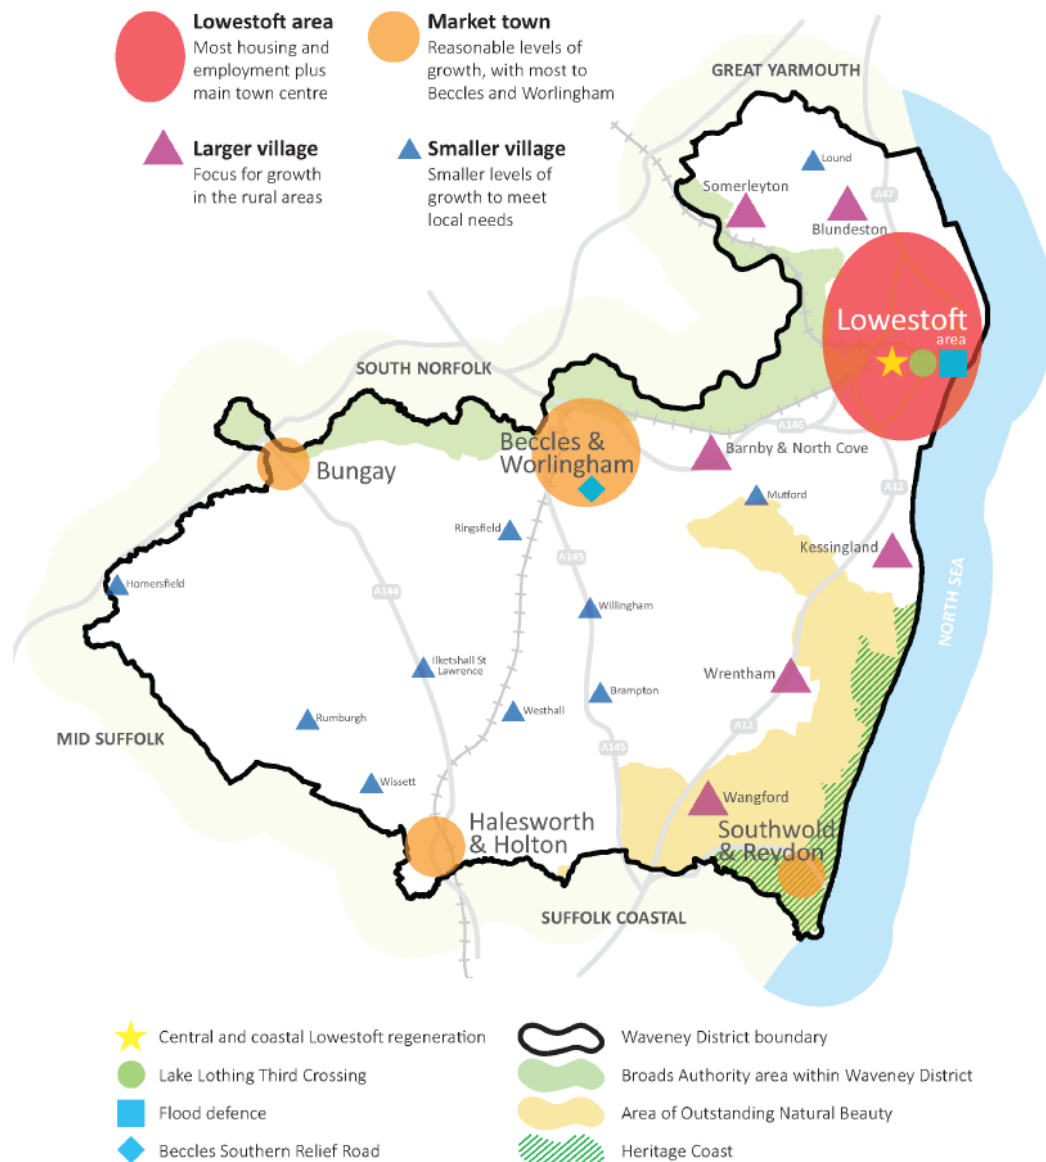 Lowestoft area
Most housing and
employment plus
main town centre
Market town
Reasonable levels of
growth, with most to
Beccles and Worlingham
Larger village
Focus for growth
in the rural areas
Smaller village
Smaller levels of
growth to meet
local needs
GREAT YARMOUTH
Lound
Somerleyton
A47
Blundeston
Lowestoft
area
SOUTH NORFOLK
A146
Beccles &
Worlingham
Barnby & North Cove
Bungay
Mutford
A12
Ringsfield
Kessingland
A145
Homersfield
A144
Willingham
NORTH SEA
Ilketshall St
Lawrence
Wrentham
Brampton
Rumburgh
Westhall
A12
MID SUFFOLK
A145
Wissett
Wangford
Halesworth
& Holton
Southwold
& Reydon
SUFFOLK COASTAL
Central and coastal Lowestoft regeneration
Lake Lothing Third Crossing
Flood defence
Beccles Southern Relief Road
Waveney District boundary
Broads Authority area within Waveney District
Area of Outstanding Natural Beauty
Heritage Coast